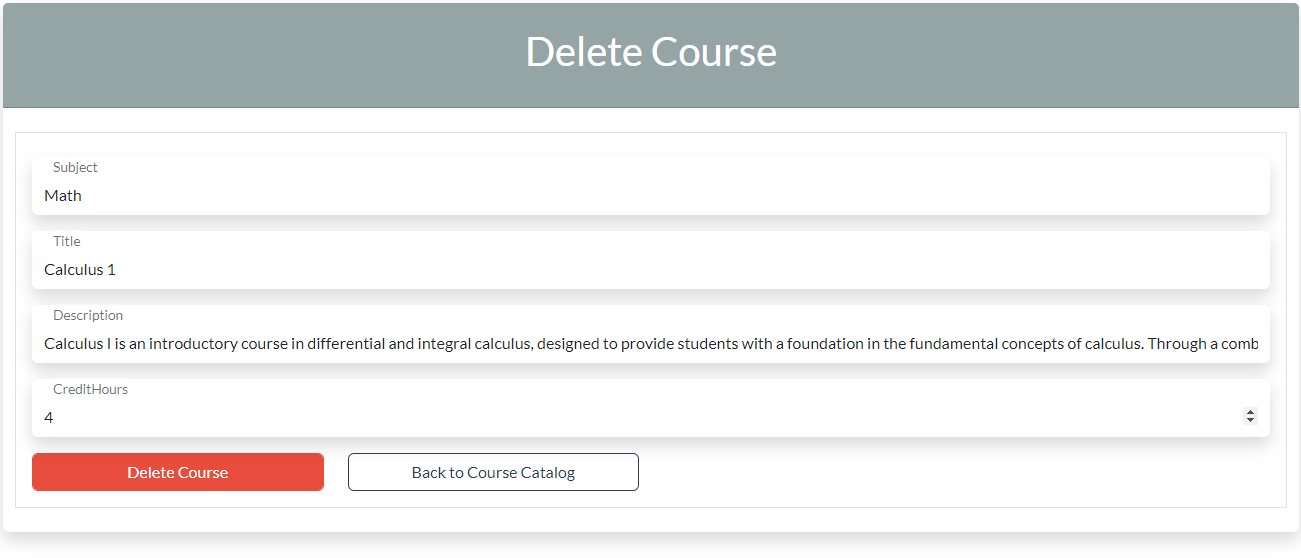 Delete Course
Subject
Math
Title
Calculus 1
Description
Calculus I is an introductory course in differential and integral calculus, designed to provide students with a foundation in the fundamental concepts of calculus. Through a comb
CreditHours
4
Delete Course
Back to Course Catalog